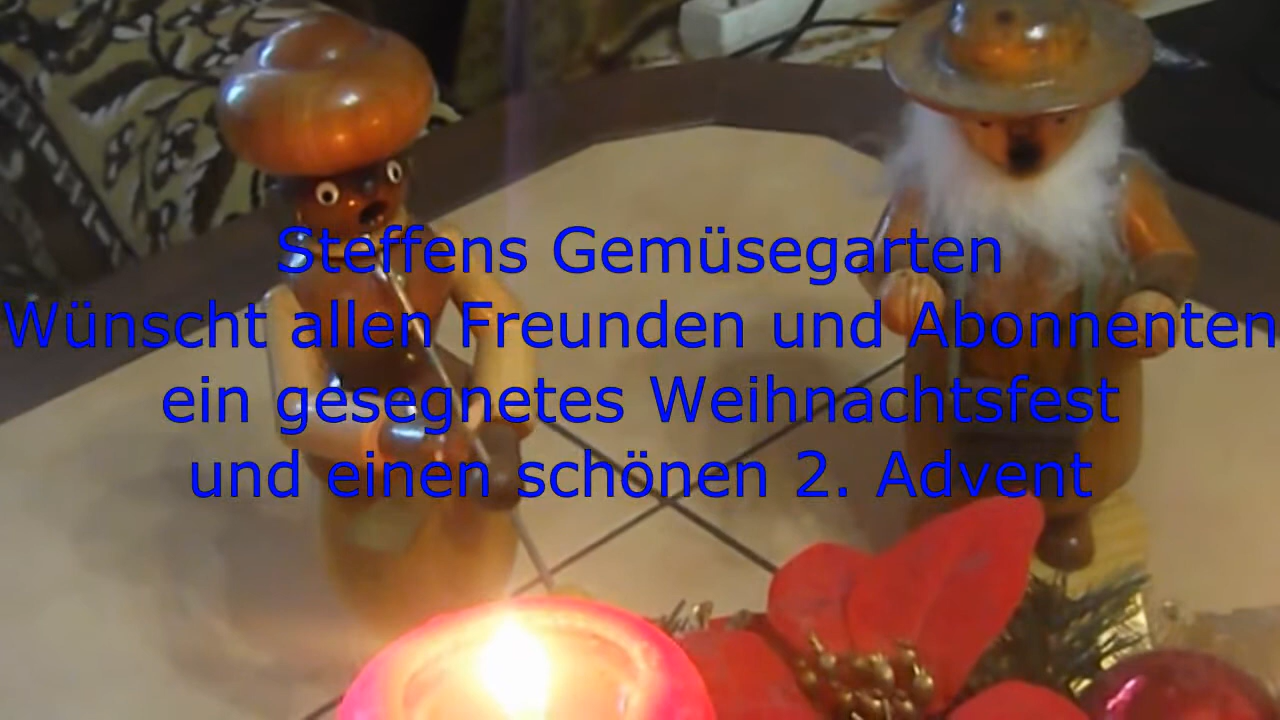 Steffens Gemüsegarten
Wünscht allen Freunden und Abonnenten
ein gesegnetes Weihnachtsfest
und einen schönen 2. Advent